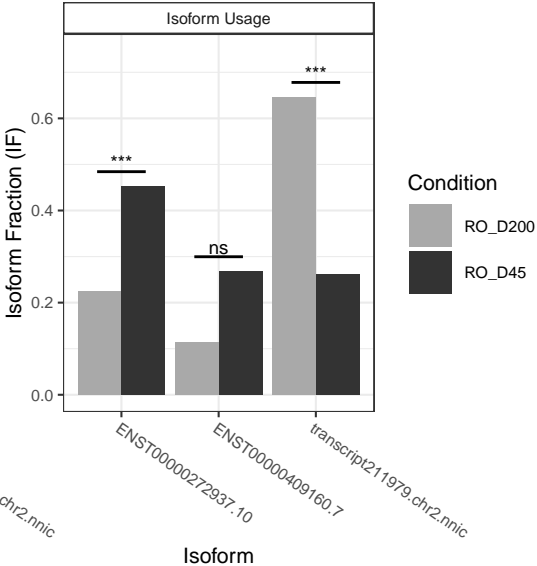 Isoform Usage
Isoform Fraction (IF)
0.6
0.4
0.2
0.0
***
ns
***
Condition
RO_D200
RO_D45
ENST00000272937.10
ENST00000409160.7
transcript211979.chr2.nnic
chr2.nnic
Isoform